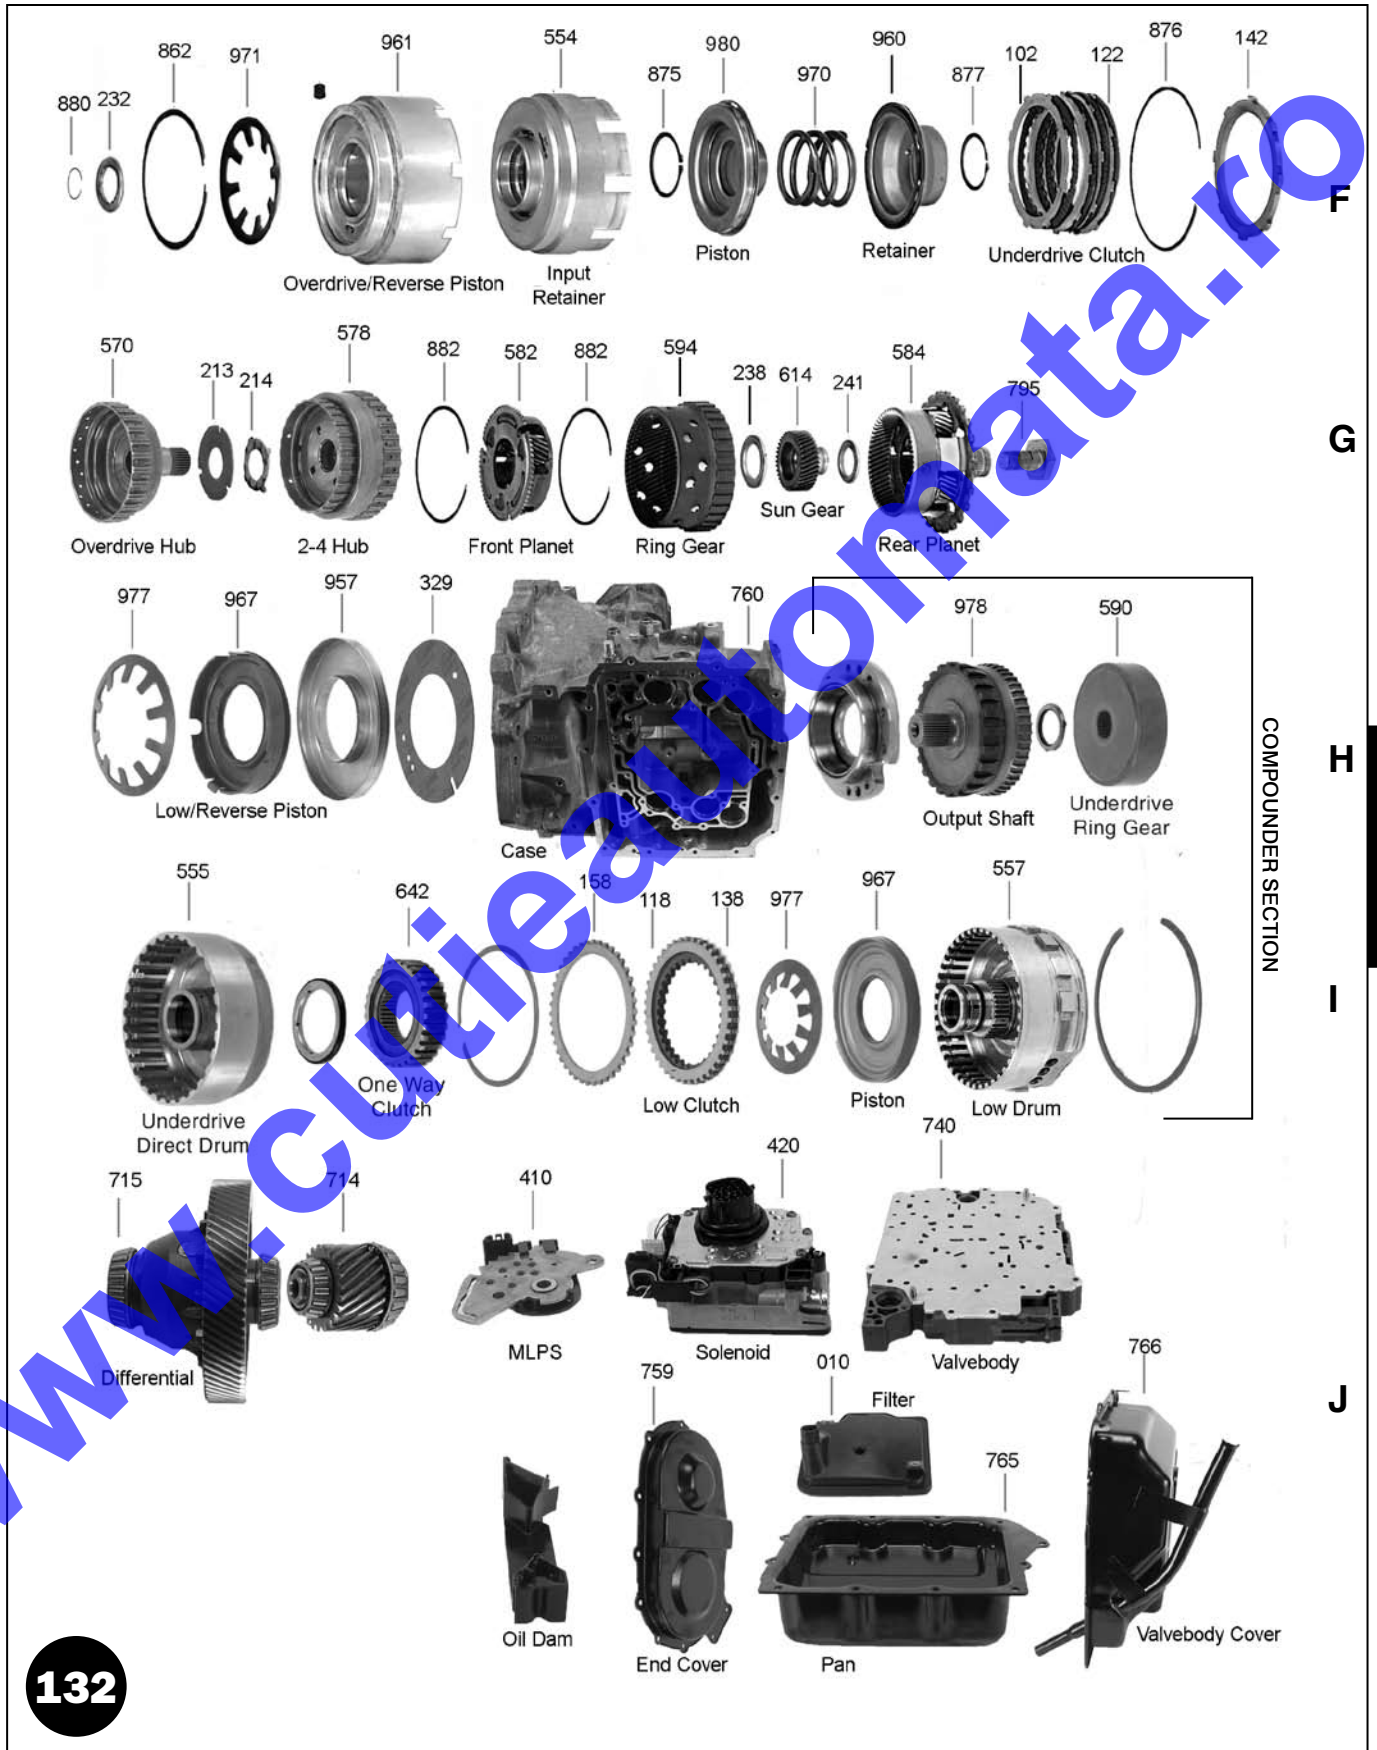 862
971
961
554
980
970
960
877
876
142
880
232
875
102
122
Overdrive/Reverse Piston
Input
Retainer
Piston
Retainer
Underdrive Clutch
F
570
213
214
578
882
582
882
594
238
614
241
584
795
Overdrive Hub
2-4 Hub
Front Planet
Ring Gear
Sun Gear
Rear Planet
G
977
967
957
329
760
978
590
Low/Reverse Piston
Case
Output Shaft
Underdrive
Ring Gear
H
COMPOUNDER SECTION
555
642
158
118
138
977
967
557
Underdrive
Direct Drum
One Way
Clutch
Low Clutch
Piston
Low Drum
I
715
714
410
420
740
Differential
MLPS
Solenoid
Valvebody
759
010
Filter
765
766
J
Oil Dam
End Cover
Pan
Valvebody Cover
132
www.cutieautomata.ro